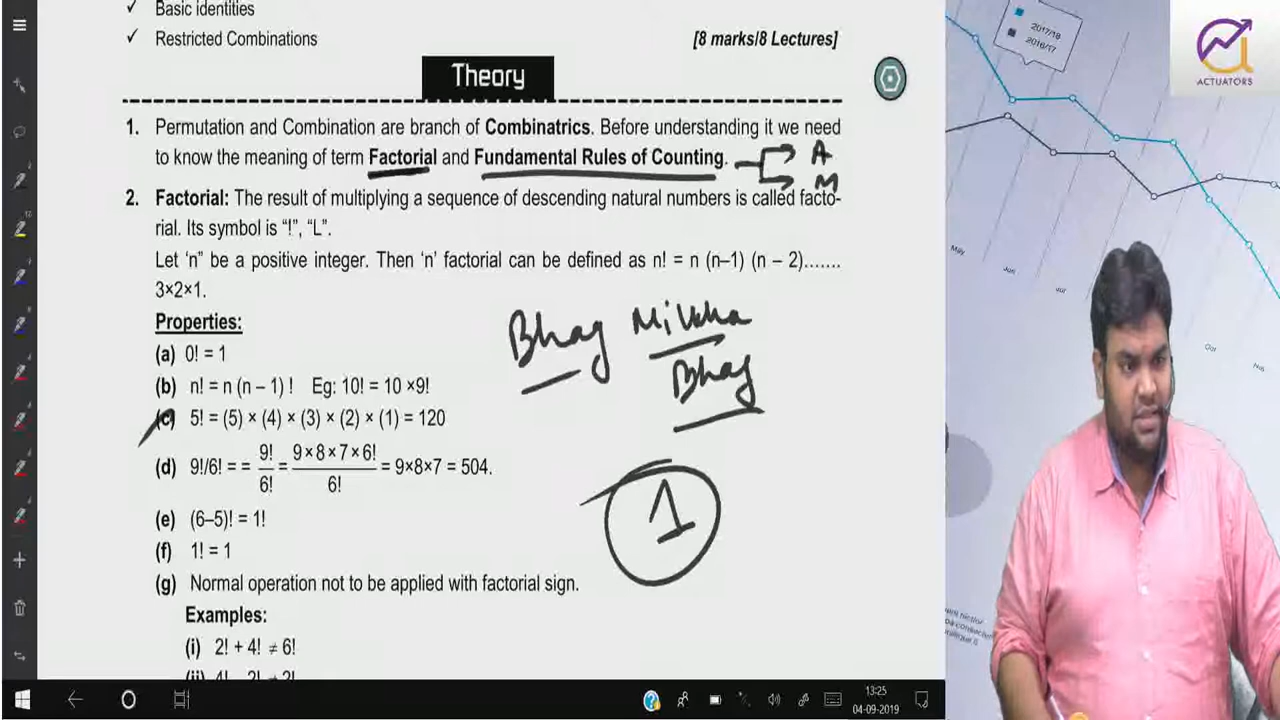 ✓ Basic identities
✓ Restricted Combinations [8 marks/8 Lectures]
Theory
1. Permutation and Combination are branch of Combinatrics. Before understanding it we need
to know the meaning of term Factorial and Fundamental Rules of Counting.
A
M
2. Factorial: The result of multiplying a sequence of descending natural numbers is called facto-
rial. Its symbol is “!”, “L”.
Let ‘n” be a positive integer. Then ‘n’ factorial can be defined as n! = n (n–1) (n – 2).......
3×2×1.
Properties:
(a) 0! = 1
(b) n! = n (n – 1) ! Eg: 10! = 10 ×9!
(c) 5! = (5) × (4) × (3) × (2) × (1) = 120
(d) 9!/6! = = 9!/6! = 9×8×7×6!/6! = 9×8×7 = 504.
(e) (6–5)! = 1!
(f) 1! = 1
(g) Normal operation not to be applied with factorial sign.
Examples:
(i) 2! + 4! ≠ 6!
Bhag Milkha
Bhag
1
2017/18
2016/17
May
Jun
Jul
Oct
ACTUATORS
13:25
04-09-2019